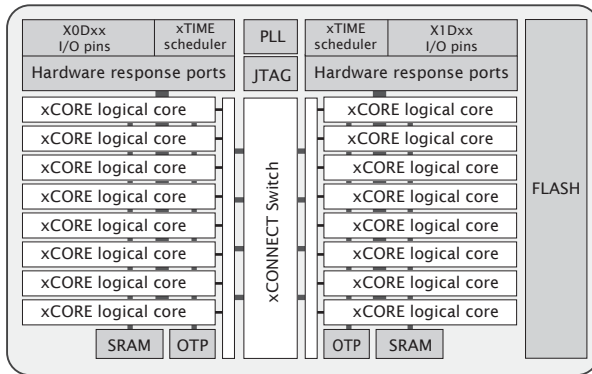 X0Dxx
I/O pins
xTIME
scheduler
PLL
xTIME
scheduler
X1Dxx
I/O pins
Hardware response ports
JTAG
Hardware response ports
xCORE logical core
xCORE logical core
xCORE logical core
xCORE logical core
xCORE logical core
xCORE logical core
xCORE logical core
xCORE logical core
xCONNECT Switch
xCORE logical core
xCORE logical core
xCORE logical core
xCORE logical core
xCORE logical core
xCORE logical core
xCORE logical core
xCORE logical core
FLASH
SRAM
OTP
OTP
SRAM